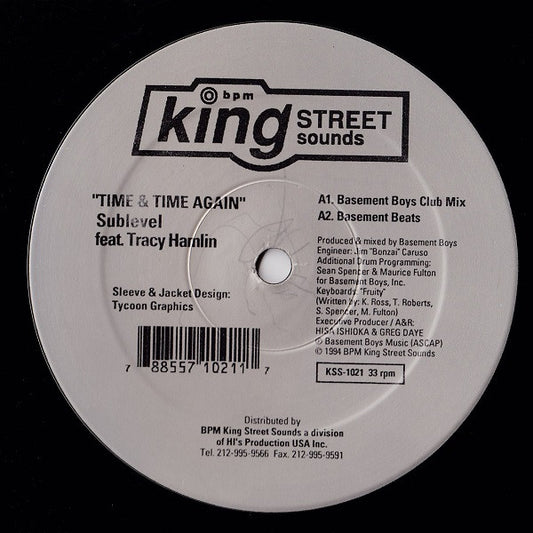 bpm
king STREET
sounds
"TIME & TIME AGAIN"
Sublevel
feat. Tracy Hamlin
A1. Basement Boys Club Mix
A2. Basement Beats
Produced & mixed by Basement Boys
Engineer: Jim "Bonzai" Caruso
Additional Drum Programming:
Sean Spencer & Maurice Fulton
for Basement Boys, Inc.
Keyboards: "Fruity"
(Written by: K. Ross, T. Roberts,
S. Spencer, M. Fulton)
Executive Producer / A&R:
HISA ISHIOKA & GREG DAYE
℗ Basement Boys Music (ASCAP)
© 1994 BPM King Street Sounds
KSS-1021 33 rpm
Sleeve & Jacket Design:
Tycoon Graphics
7 88557 10211 7
Distributed by
BPM King Street Sounds a division
of HI's Production USA Inc.
Tel. 212-995-9566 Fax. 212-995-9591